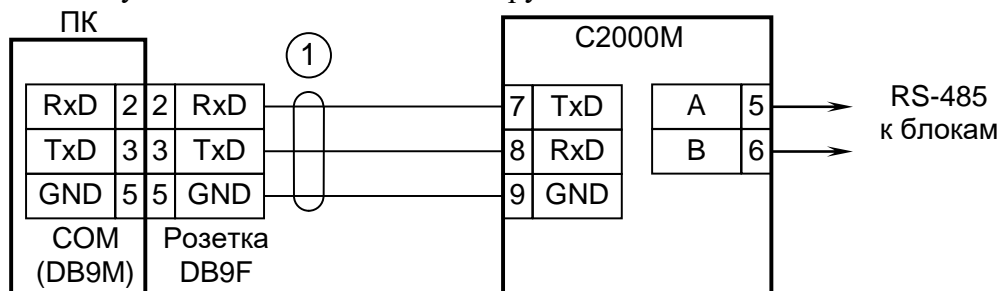 ПК
1
С2000М
RxD 2 2 RxD 7 TxD A 5
TxD 3 3 TxD 8 RxD B 6
GND 5 5 GND 9 GND
RS-485
к блокам
COM
(DB9M)
Розетка
DB9F